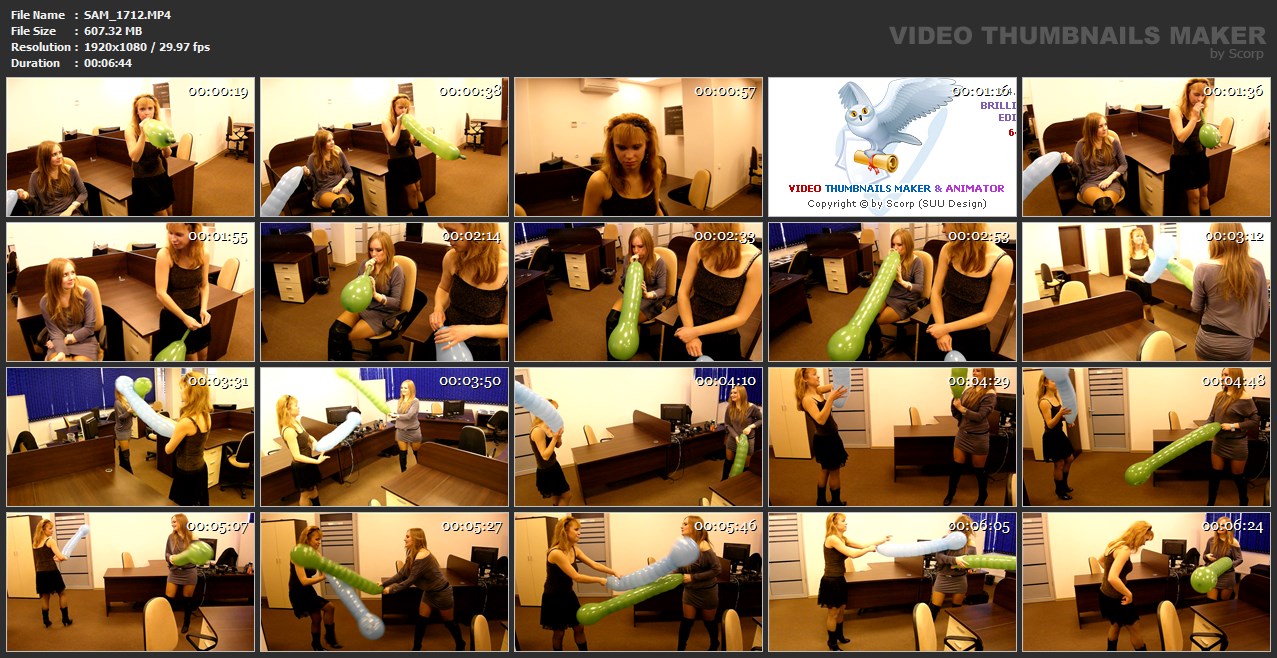 File Name : SAM_1712.MP4
File Size : 607.32 MB
Resolution : 1920x1080 / 29.97 fps
Duration : 00:06:44
VIDEO THUMBNAILS MAKER
by Scorp
00:00:19
00:00:38
00:00:57
00:01:16
BRILLI
EDI
6
VIDEO THUMBNAILS MAKER & ANIMATOR
Copyright © by Scorp (SUU Design)
00:01:36
00:01:55
00:02:14
00:02:33
00:02:53
00:03:12
00:03:31
00:03:50
00:04:10
00:04:29
00:04:48
00:05:07
00:05:27
00:05:46
00:06:05
00:06:24